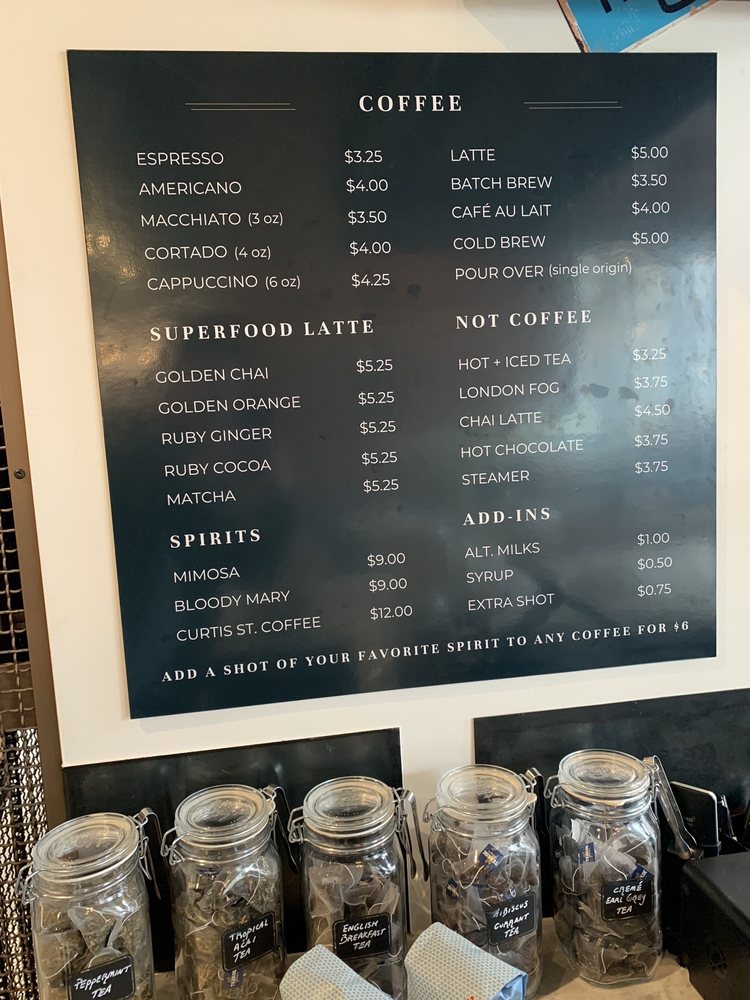 COFFEE
ESPRESSO $3.25
AMERICANO $4.00
MACCHIATO (3 oz) $3.50
CORTADO (4 oz) $4.00
CAPPUCCINO (6 oz) $4.25
LATTE $5.00
BATCH BREW $3.50
CAFÉ AU LAIT $4.00
COLD BREW $5.00
POUR OVER (single origin)
SUPERFOOD LATTE
GOLDEN CHAI $5.25
GOLDEN ORANGE $5.25
RUBY GINGER $5.25
RUBY COCOA $5.25
MATCHA $5.25
NOT COFFEE
HOT + ICED TEA $3.25
LONDON FOG $3.75
CHAI LATTE $4.50
HOT CHOCOLATE $3.75
STEAMER $3.75
SPIRITS
MIMOSA $9.00
BLOODY MARY $9.00
CURTIS ST. COFFEE $12.00
ADD-INS
ALT. MILKS $1.00
SYRUP $0.50
EXTRA SHOT $0.75
ADD A SHOT OF YOUR FAVORITE SPIRIT TO ANY COFFEE FOR $6
PEPPERMINT
TEA
TROPICAL
ACAI
TEA
ENGLISH
BREAKFAST
TEA
HIBISCUS
CURRANT
TEA
CREMÉ
EARL GREY
TEA